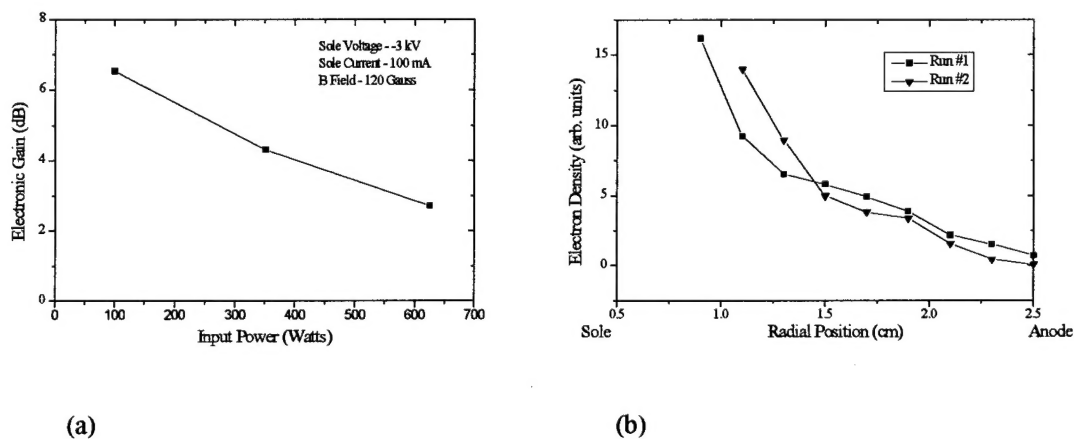 8
6
4
2
0
Electronic Gain (dB)
Sole Voltage - -3 kV
Sole Current - 100 mA
B Field - 120 Gauss
0 100 200 300 400 500 600 700
Input Power (Watts)
(a)
15
10
5
0
Electron Density (arb. units)
Run #1
Run #2
0.5 1.0 1.5 2.0 2.5
Sole Radial Position (cm) Anode
(b)